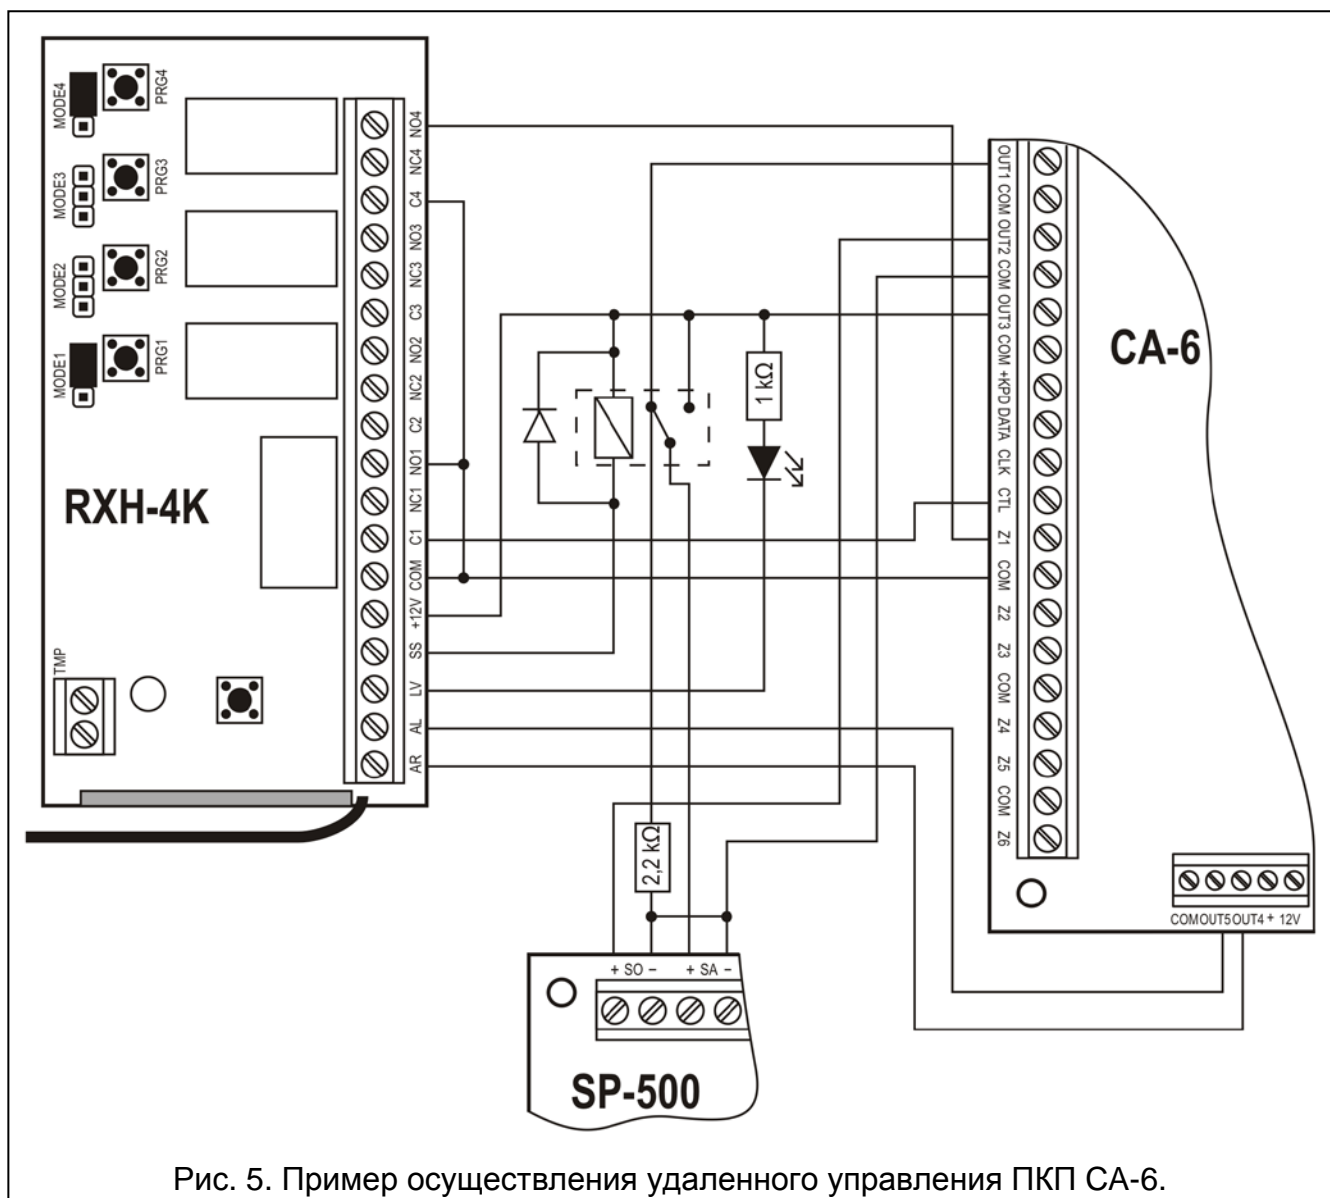 MODE4
PRG4
MODE3
PRG3
MODE2
PRG2
MODE1
PRG1
RXH-4K
TMP
NO4
NC4
C4
NO3
NC3
C3
NO2
NC2
C2
NO1
NC1
C1
COM
+12V
SS
LV
AL
AR
1 kΩ
2,2 kΩ
OUT1
COM
OUT2
COM
OUT3
COM
+KPD
DATA
CLK
CTL
Z1
COM
Z2
Z3
COM
Z4
Z5
COM
Z6
CA-6
COM OUT5 OUT4 + 12V
+ SO − + SA −
SP-500
Рис. 5. Пример осуществления удаленного управления ПКП CA-6.